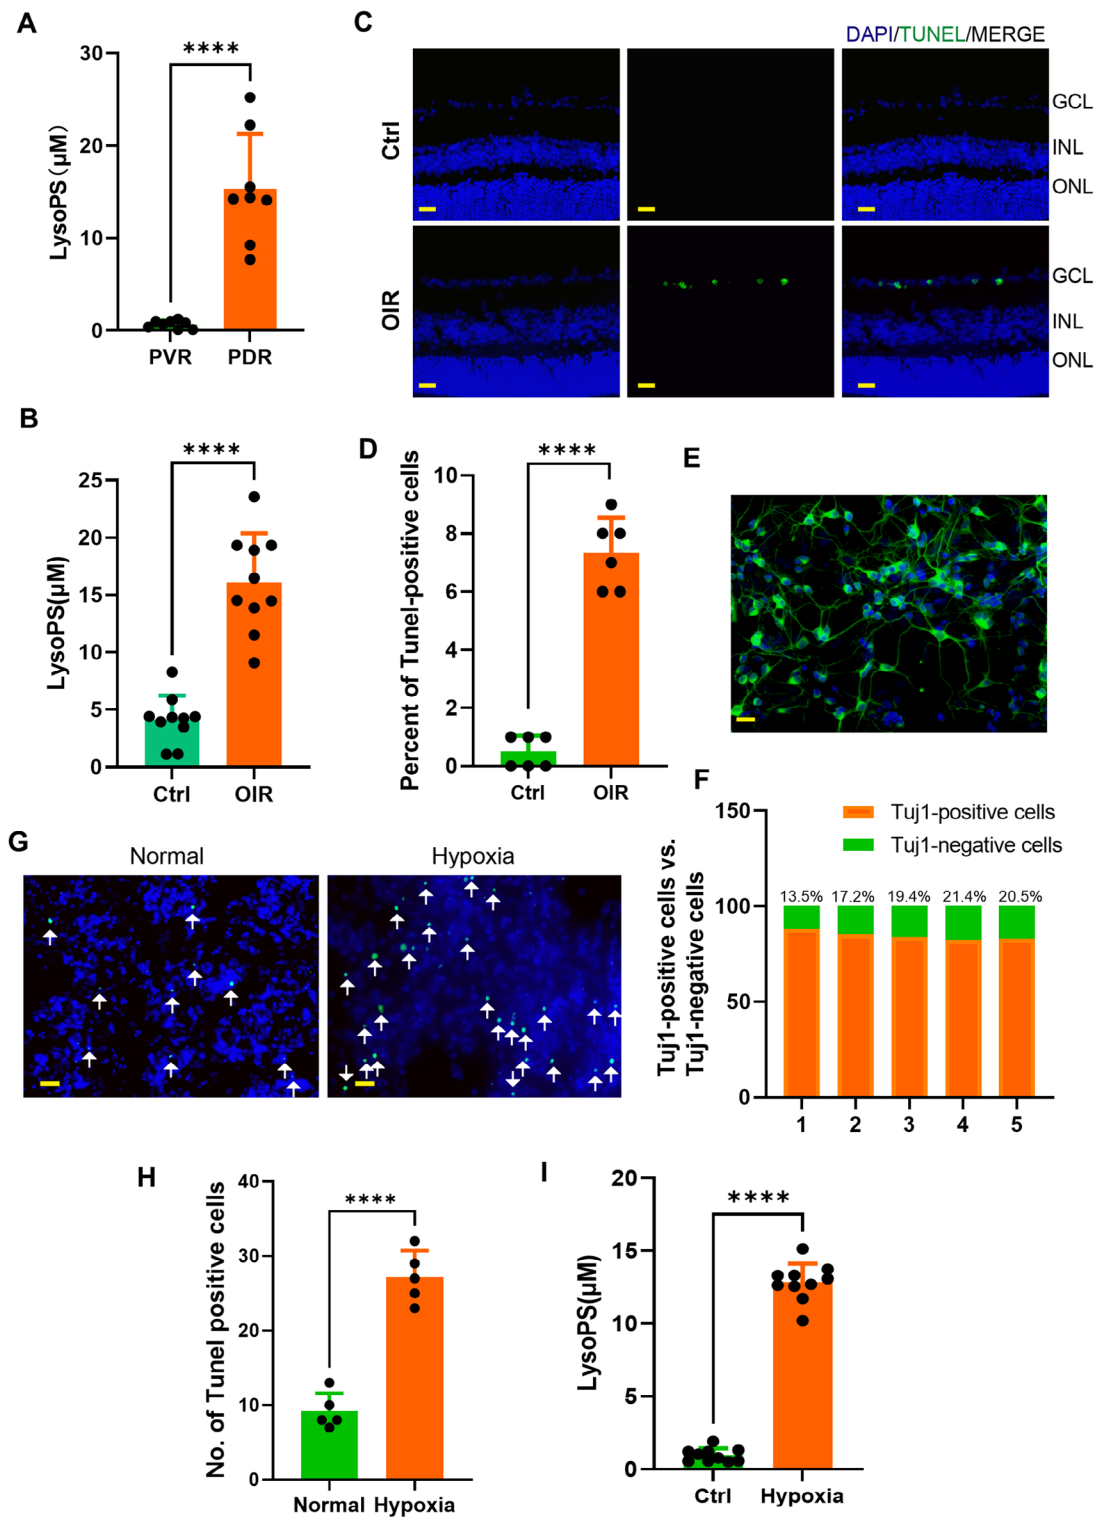 A
****
30
20
10
0
LysoPS(μM)
PVR
PDR
C
DAPI/TUNEL/MERGE
Ctrl
GCL
INL
ONL
OIR
GCL
INL
ONL
B
****
25
20
15
10
5
0
LysoPS(μM)
Ctrl
OIR
D
****
10
8
6
4
2
0
Percent of Tunel-positive cells
Ctrl
OIR
E
F
150
100
50
0
Tuj1-positive cells vs.
Tuj1-negative cells
Tuj1-positive cells
Tuj1-negative cells
13.5% 17.2% 19.4% 21.4% 20.5%
1 2 3 4 5
G
Normal
Hypoxia
H
****
40
30
20
10
0
No. of Tunel positive cells
Normal Hypoxia
I
****
20
15
10
5
0
LysoPS(μM)
Ctrl
Hypoxia